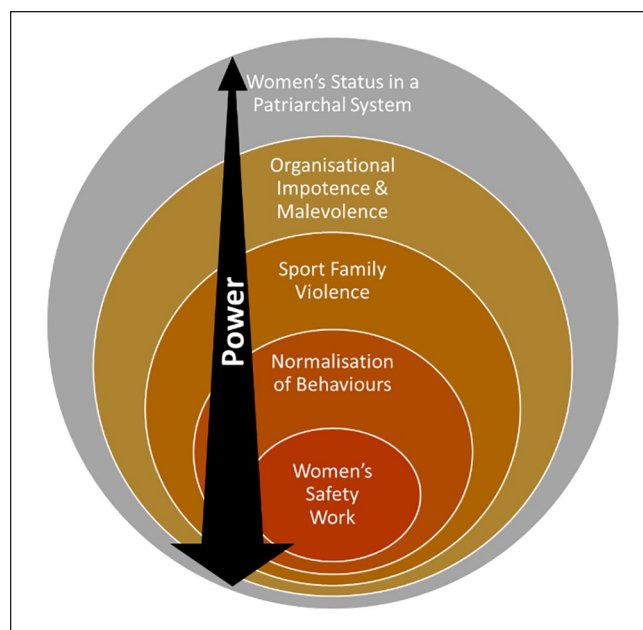 Women's Status in a
Patriarchal System
Organisational
Impotence &
Malevolence
Sport Family
Violence
Power
Normalisation
of Behaviours
Women's
Safety
Work